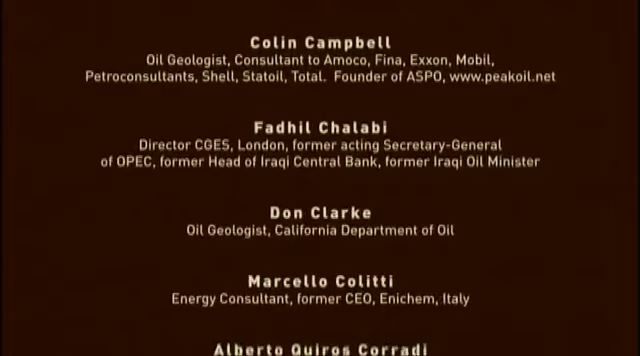 Colin Campbell
Oil Geologist, Consultant to Amoco, Fina, Exxon, Mobil,
Petroconsultants, Shell, Statoil, Total. Founder of ASPO, www.peakoil.net
Fadhil Chalabi
Director CGES, London, former acting Secretary-General
of OPEC, former Head of Iraqi Central Bank, former Iraqi Oil Minister
Don Clarke
Oil Geologist, California Department of Oil
Marcello Colitti
Energy Consultant, former CEO, Enichem, Italy
Alberto Quiros Corradi